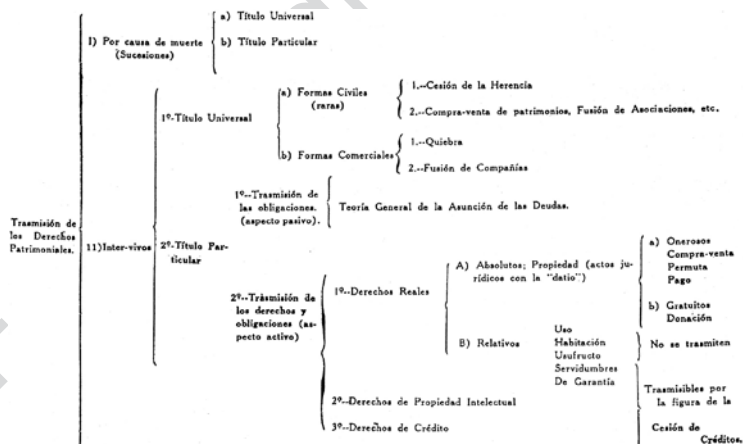 Trasmisión de
los Derechos
Patrimoniales.
I) Por causa de muerte
(Sucesiones)
a) Título Universal
b) Título Particular
11)Inter-vivos
1º-Título Universal
a) Formas Civiles
(raras)
1.--Cesión de la Herencia
2.--Compra-venta de patrimonios, Fusión de Asociaciones, etc.
b) Formas Comerciales
1.--Quiebra
2.--Fusión de Compañías
2º-Título Par-
ticular
1º--Trasmisión de
las obligaciones.
(aspecto pasivo).
Teoría General de la Asunción de las Deudas.
2º--Trasmisión de
los derechos y
obligaciones (as-
pecto activo)
1º--Derechos Reales
A) Absolutos; Propiedad (actos ju-
rídicos con la "datio")
a) Onerosos
Compra-venta
Permuta
Pago
b) Gratuitos
Donación
B) Relativos
Uso
Habitación
Usufructo
Servidumbres
De Garantía
No se trasmiten
2º--Derechos de Propiedad Intelectual
3º--Derechos de Crédito
Trasmisibles por
la figura de la
Cesión de
Créditos.